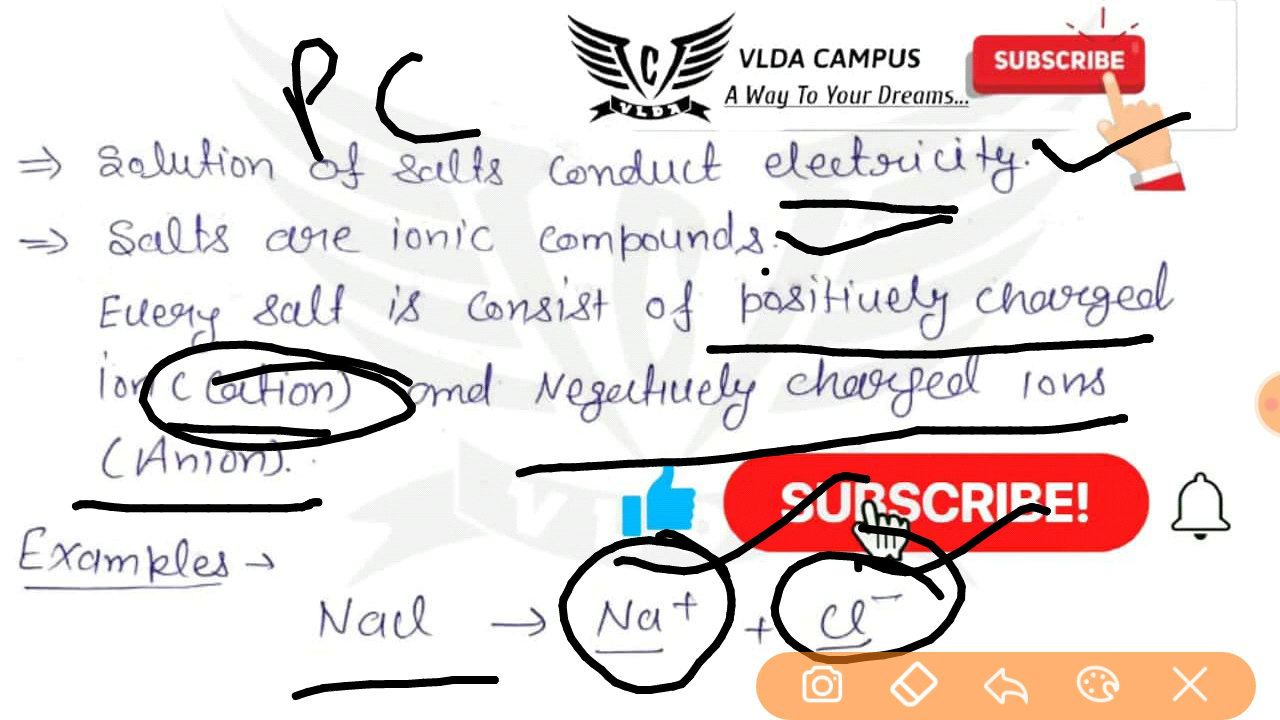 PC
VLDA CAMPUS
A Way To Your Dreams...
SUBSCRIBE
C
VLDA
⇒ Solution of salts conduct electricity.
⇒ Salts are ionic compounds.
Every salt is consist of positively charged
ion (Cation) and Negatively charged Ions
(Anion).
SUBSCRIBE!
Examples →
Nacl → Na⁺ + Cl⁻